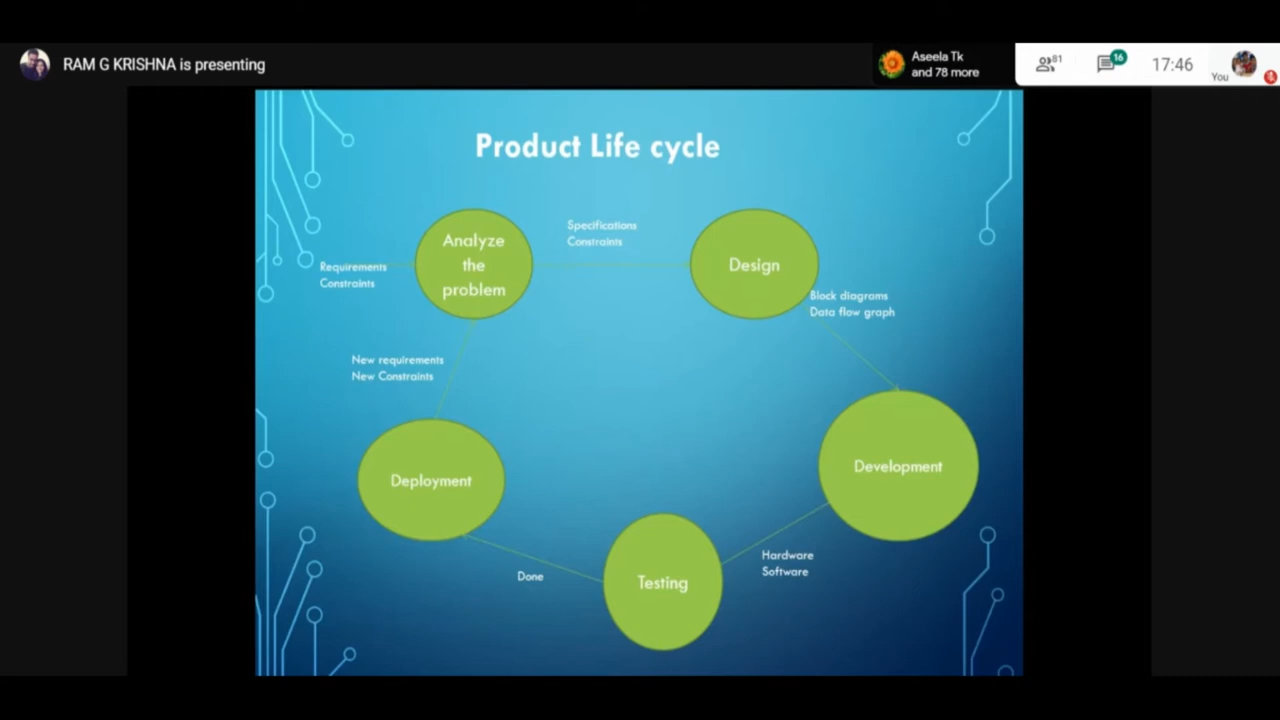 RAM G KRISHNA is presenting
Aseela Tk
and 78 more
81
16
17:46
You
Product Life cycle
Analyze
the
problem
Specifications
Constraints
Design
Requirements
Constraints
Block diagrams
Data flow graph
New requirements
New Constraints
Deployment
Development
Hardware
Software
Done
Testing